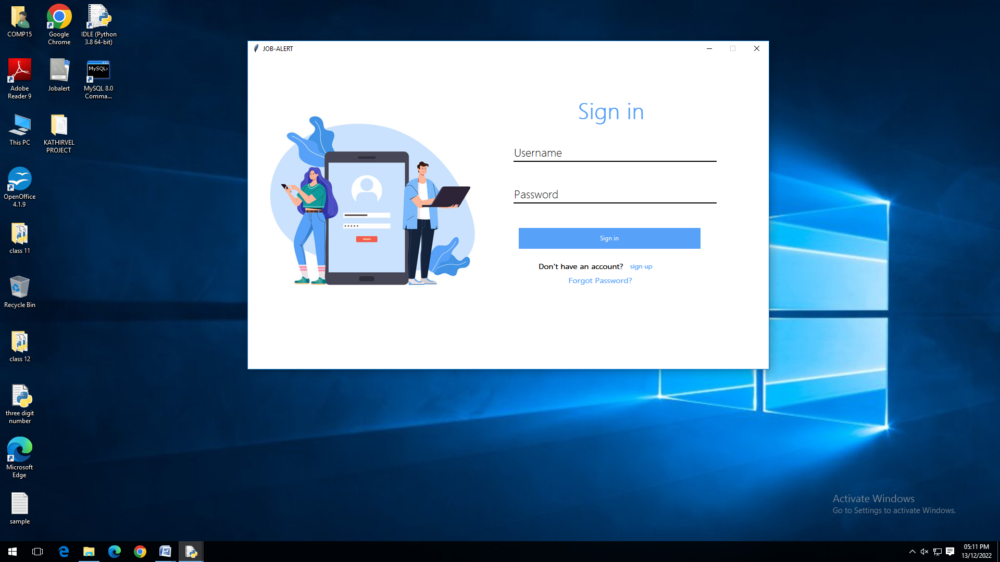 COMP15
Google
Chrome
IDLE (Python
3.8 64-bit)
Adobe
Reader 9
Jobalert
MySQL>
MySQL 8.0
Comma...
This PC
KATHIRVEL
PROJECT
OpenOffice
4.1.9
class 11
Recycle Bin
class 12
three digit
number
Microsoft
Edge
sample
JOB-ALERT
Sign in
Username
Password
Sign in
Don't have an account? sign up
Forgot Password?
Activate Windows
Go to Settings to activate Windows.
05:11 PM
13/12/2022